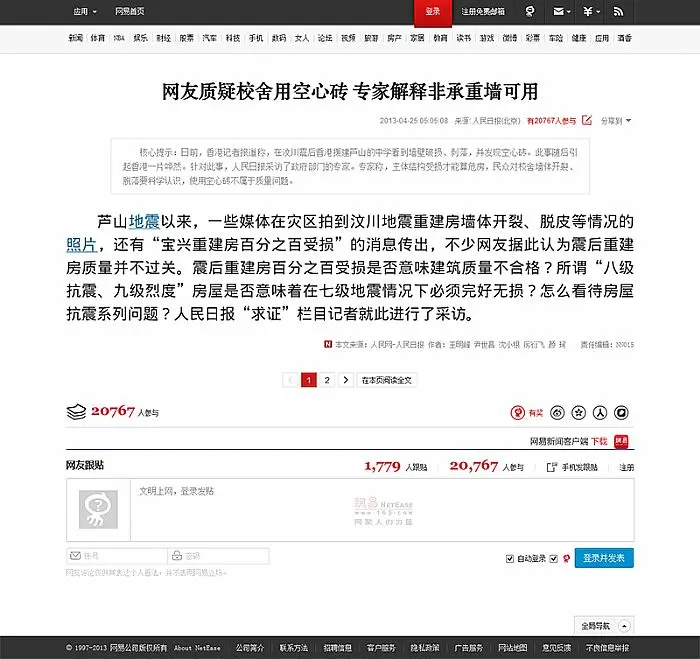 应用 网易首页 登录 注册免费邮箱
新闻 体育 NBA 娱乐 财经 股票 汽车 科技 手机 数码 女人 论坛 视频 旅游 房产 家居 教育 读书 游戏 微博 彩票 车险 健康 应用 酒香
网友质疑校舍用空心砖 专家解释非承重墙可用
2013-04-25 05:05:08 来源: 人民日报(北京) 有20767人参与 分享到
核心提示：日前，香港记者报道称，在汶川震后香港援建芦山的中学看到墙壁破损、剥落，并发现空心砖。此事随后引
起香港一片哗然。针对此事，人民日报采访了政府部门的专家。专家称，主体结构受损才能算危房，民众对校舍墙体开裂、
脱落要科学认识，使用空心砖不属于质量问题。
芦山地震以来，一些媒体在灾区拍到汶川地震重建房墙体开裂、脱皮等情况的
照片，还有“宝兴重建房百分之百受损”的消息传出，不少网友据此认为震后重建
房质量并不过关。震后重建房百分之百受损是否意味建筑质量不合格？所谓“八级
抗震、九级烈度”房屋是否意味着在七级地震情况下必须完好无损？怎么看待房屋
抗震系列问题？人民日报“求证”栏目记者就此进行了采访。
本文来源：人民网-人民日报 作者：王明峰 尹世昌 沈小根 责任编辑：NN015
1 2 在本页阅读全文
20767 人参与 有奖
网易新闻客户端 下载 网易
网友跟贴 1,779 人跟贴 20,767 人参与 手机发跟贴 注册
文明上网，登录发贴
网易 NETEASE
www.163.com
网聚人的力量
账号 密码 自动登录 登录并发表
网友评论仅供其表达个人看法，并不表明网易立场。
全局导航
© 1997-2013 网易公司版权所有 About NetEase 公司简介 联系方法 招聘信息 客户服务 隐私政策 广告服务 网站地图 意见反馈 不良信息举报